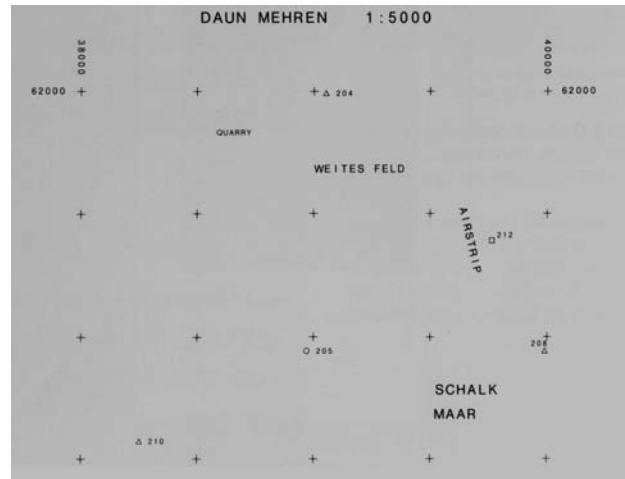 DAUN MEHREN 1:5000
38000
40000
62000
62000
204
QUARRY
WEITES FELD
AIRSTRIP
212
205
208
SCHALK
MAAR
210